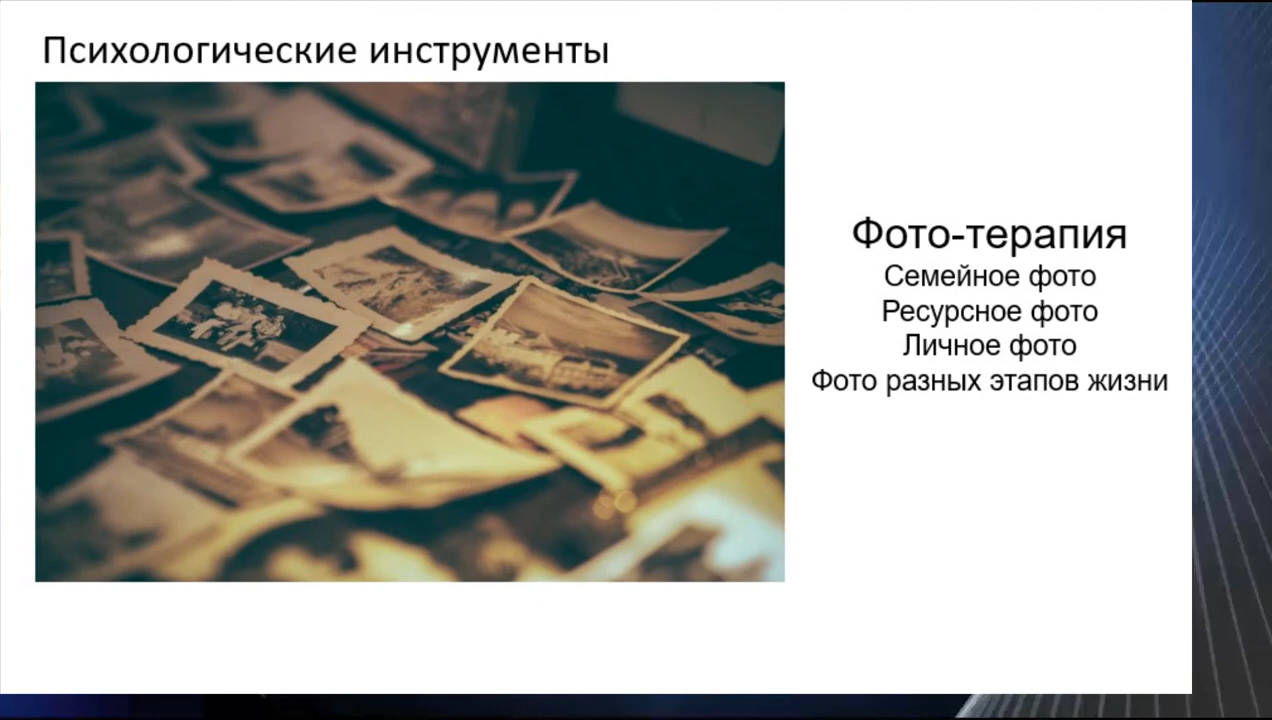 Психологические инструменты
Фото-терапия
Семейное фото
Ресурсное фото
Личное фото
Фото разных этапов жизни